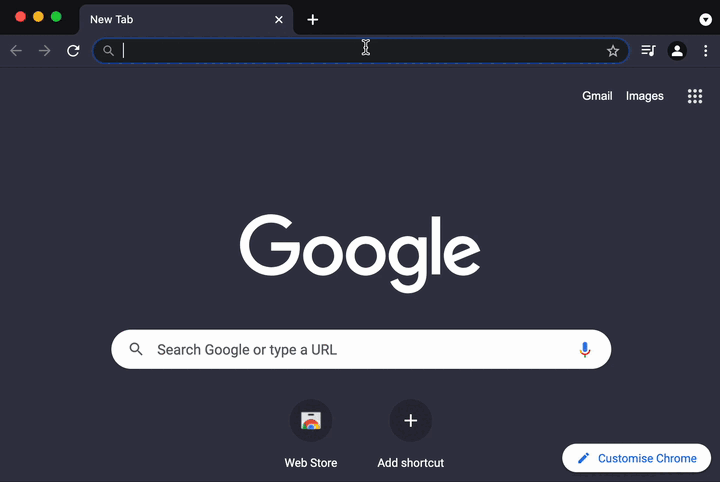 New Tab
Gmail Images
Google
Search Google or type a URL
Web Store Add shortcut
Customise Chrome